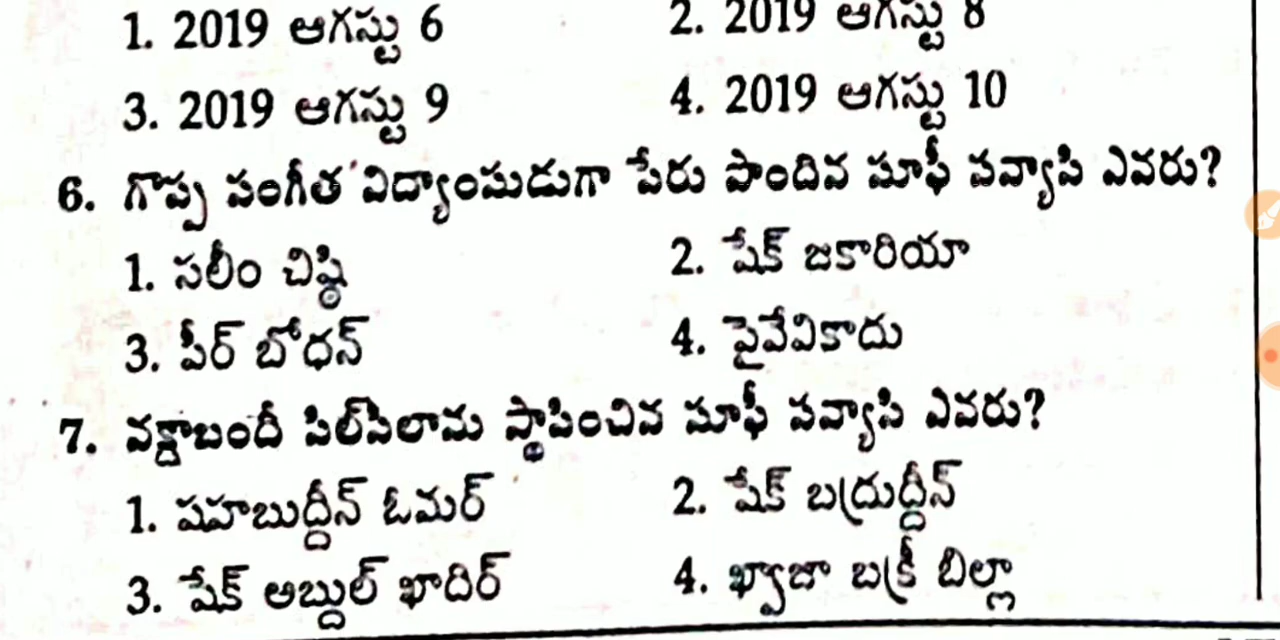 1. 2019 ఆగస్టు 6 2. 2019 ఆగస్టు 8
3. 2019 ఆగస్టు 9 4. 2019 ఆగస్టు 10
6. గొప్ప సంగీత విద్యాంసుడుగా పేరు పొందిన సూఫీ సన్యాసి ఎవరు?
1. సలీం చిష్ఠి 2. షేక్ జకారియా
3. పీర్ బోధన్ 4. పైవేవికాదు
7. నక్షాబందీ సిల్‌సిలాను స్థాపించిన సూఫీ సన్యాసి ఎవరు?
1. షహబుద్దీన్ ఓమర్ 2. షేక్ బద్రుద్దీన్
3. షేక్ అబ్దుల్ ఖాదిర్ 4. ఖ్వాజా బక్రీ బిల్లా